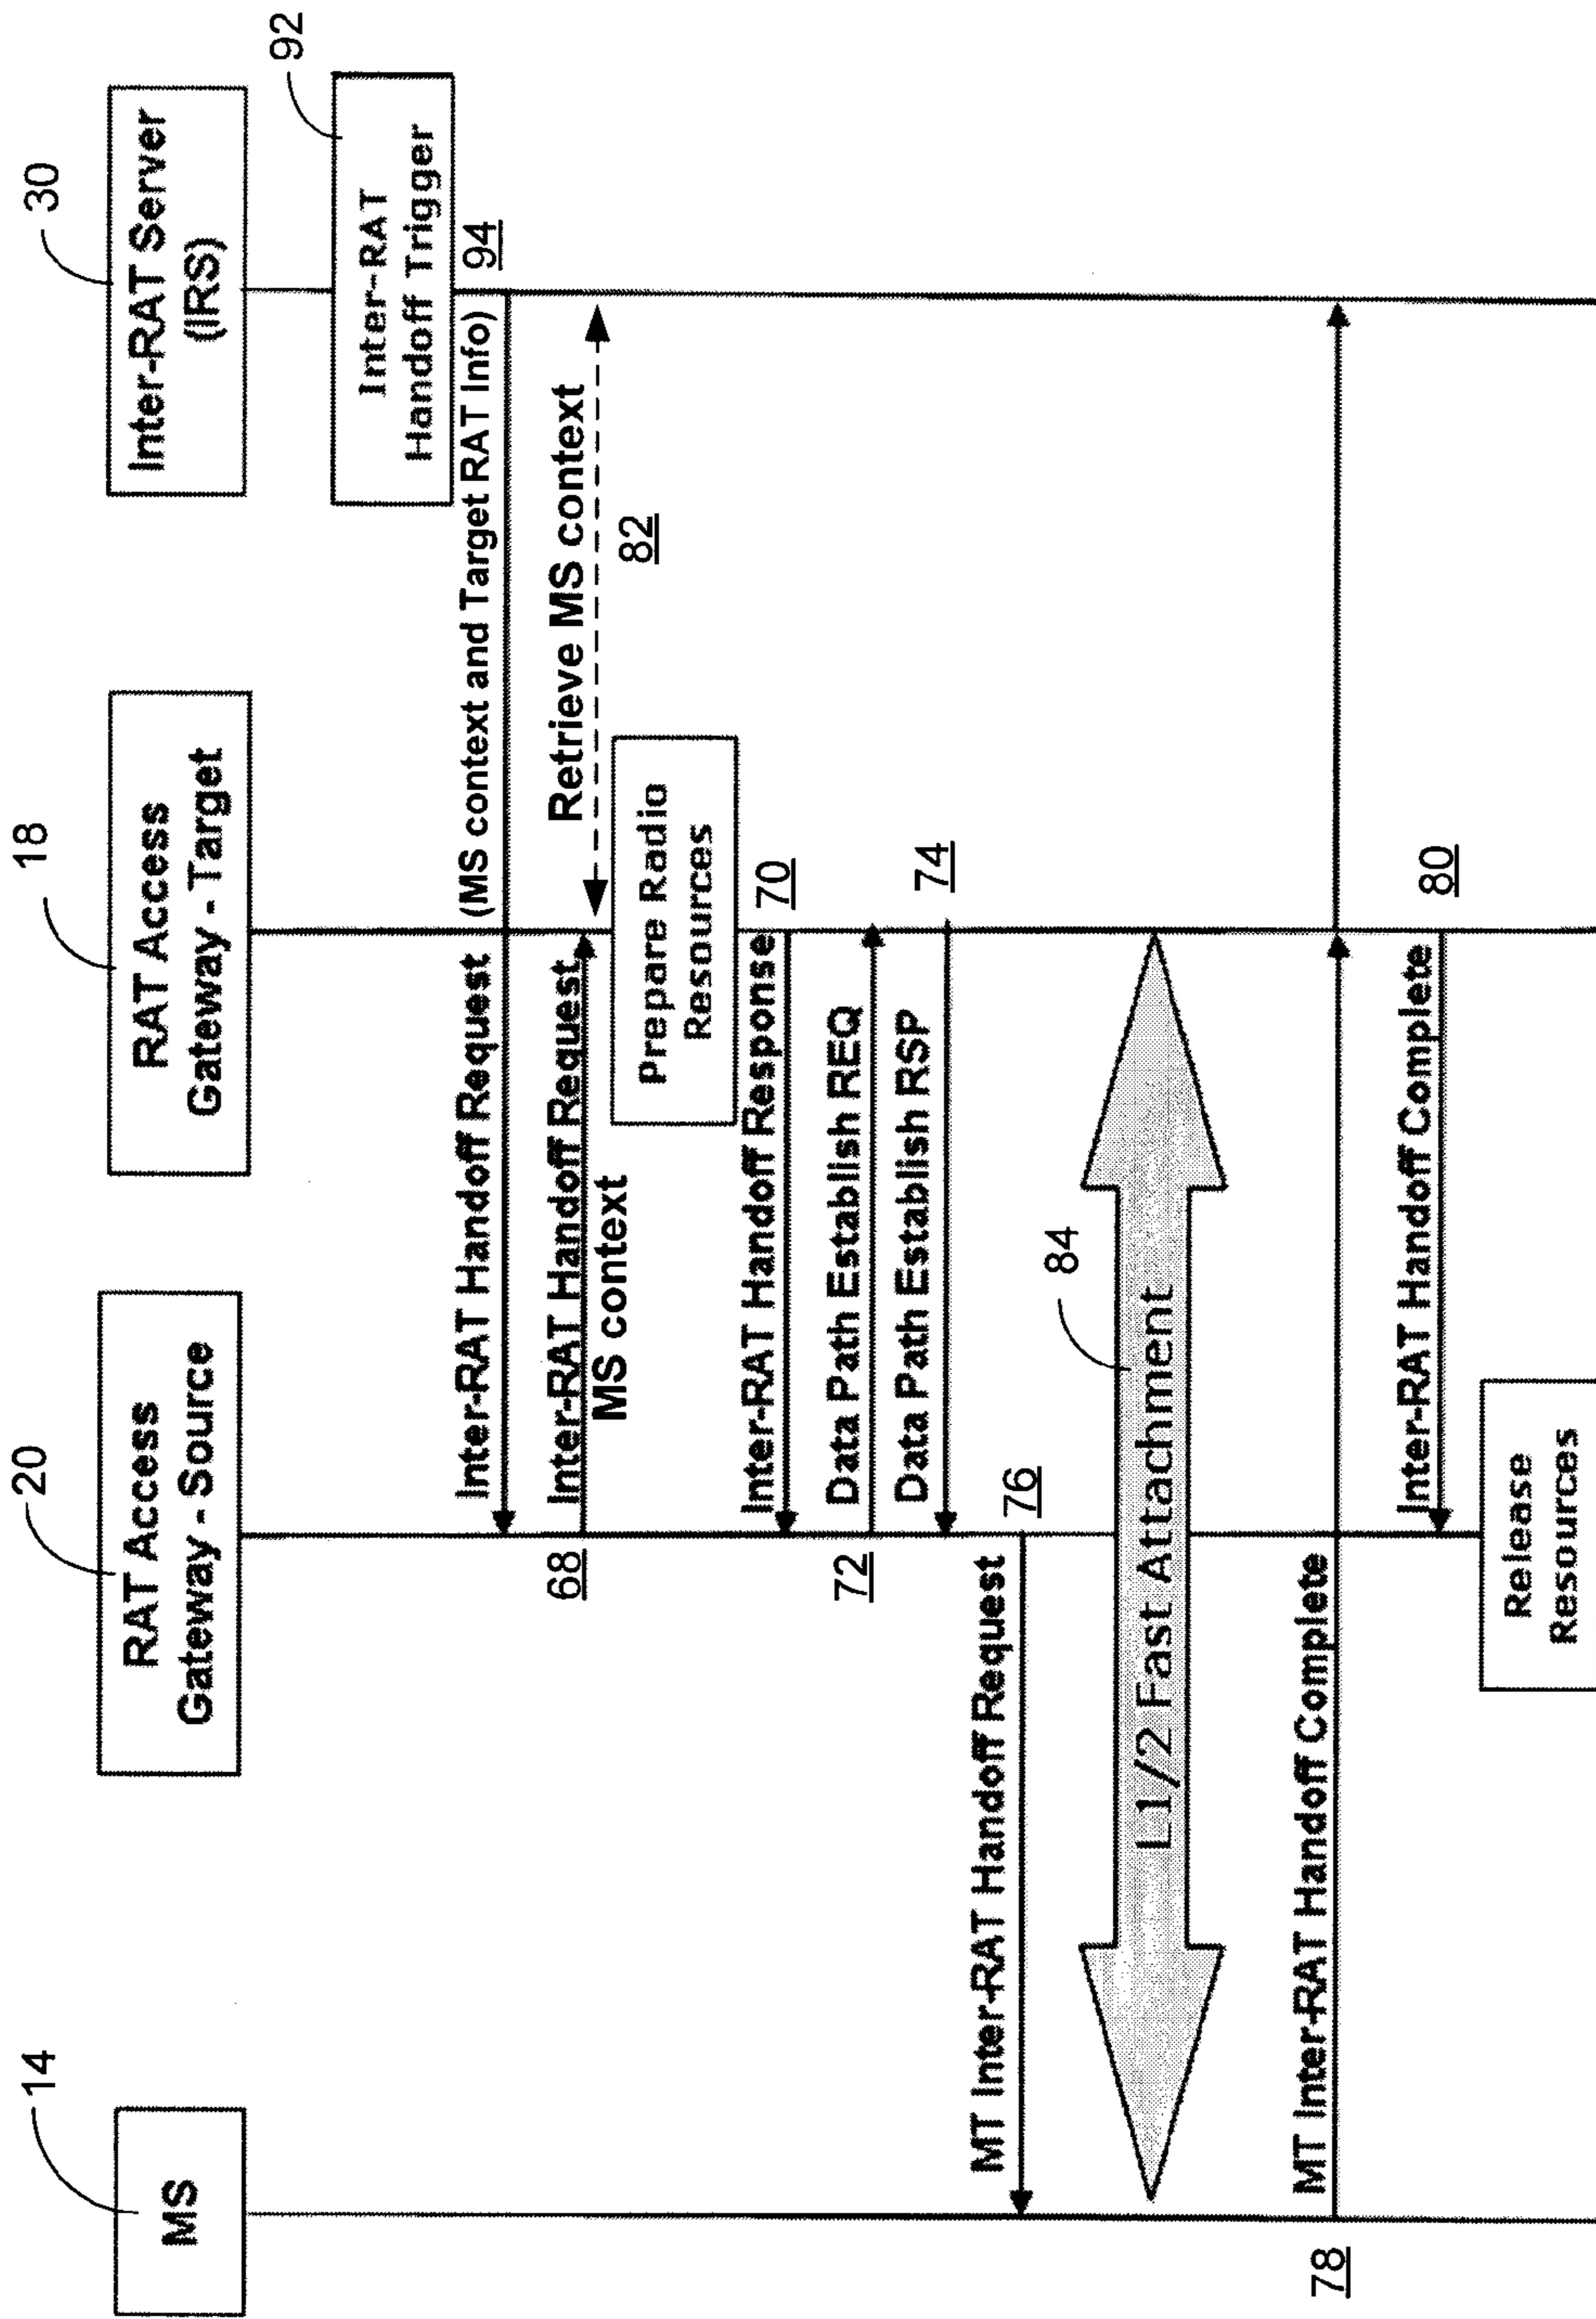 14
20
18
30
MS
RAT Access
Gateway - Source
RAT Access
Gateway - Target
Inter-RAT Server
(IRS)
92
Inter-RAT
Handoff Trigger
Inter-RAT Handoff Request
(MS context and Target RAT Info)
94
68
Inter-RAT Handoff Request
MS context
Retrieve MS context
82
Prepare Radio
Resources
Inter-RAT Handoff Response
70
72
Data Path Establish REQ
Data Path Establish RSP
74
MT Inter-RAT Handoff Request
76
L1/2 Fast Attachment
84
78
MT Inter-RAT Handoff Complete
Inter-RAT Handoff Complete
80
Release
Resources